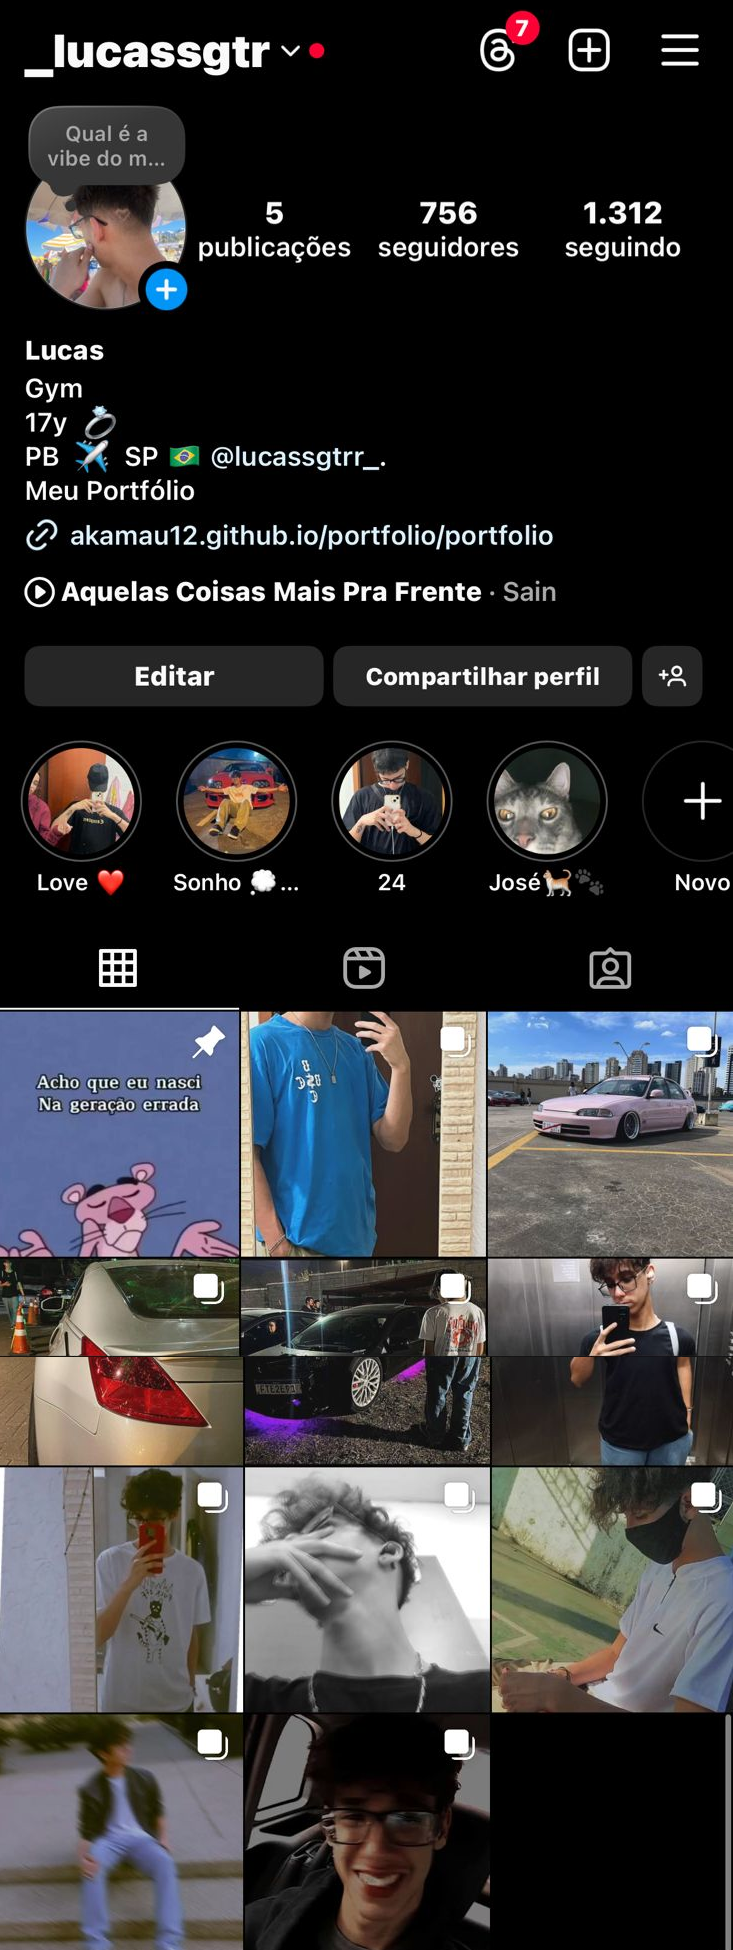 _lucassgtr
7
Qual é a
vibe do m...
5 756 1.312
publicações seguidores seguindo
Lucas
Gym
17y 💍
PB ✈️ SP 🇧🇷 @lucassgtrr_.
Meu Portfólio
akamau12.github.io/portfolio/portfolio
Aquelas Coisas Mais Pra Frente · Sain
Editar Compartilhar perfil
Love ❤️ Sonho 💭... 24 José🐈🐾 Novo
Acho que eu nasci
Na geração errada